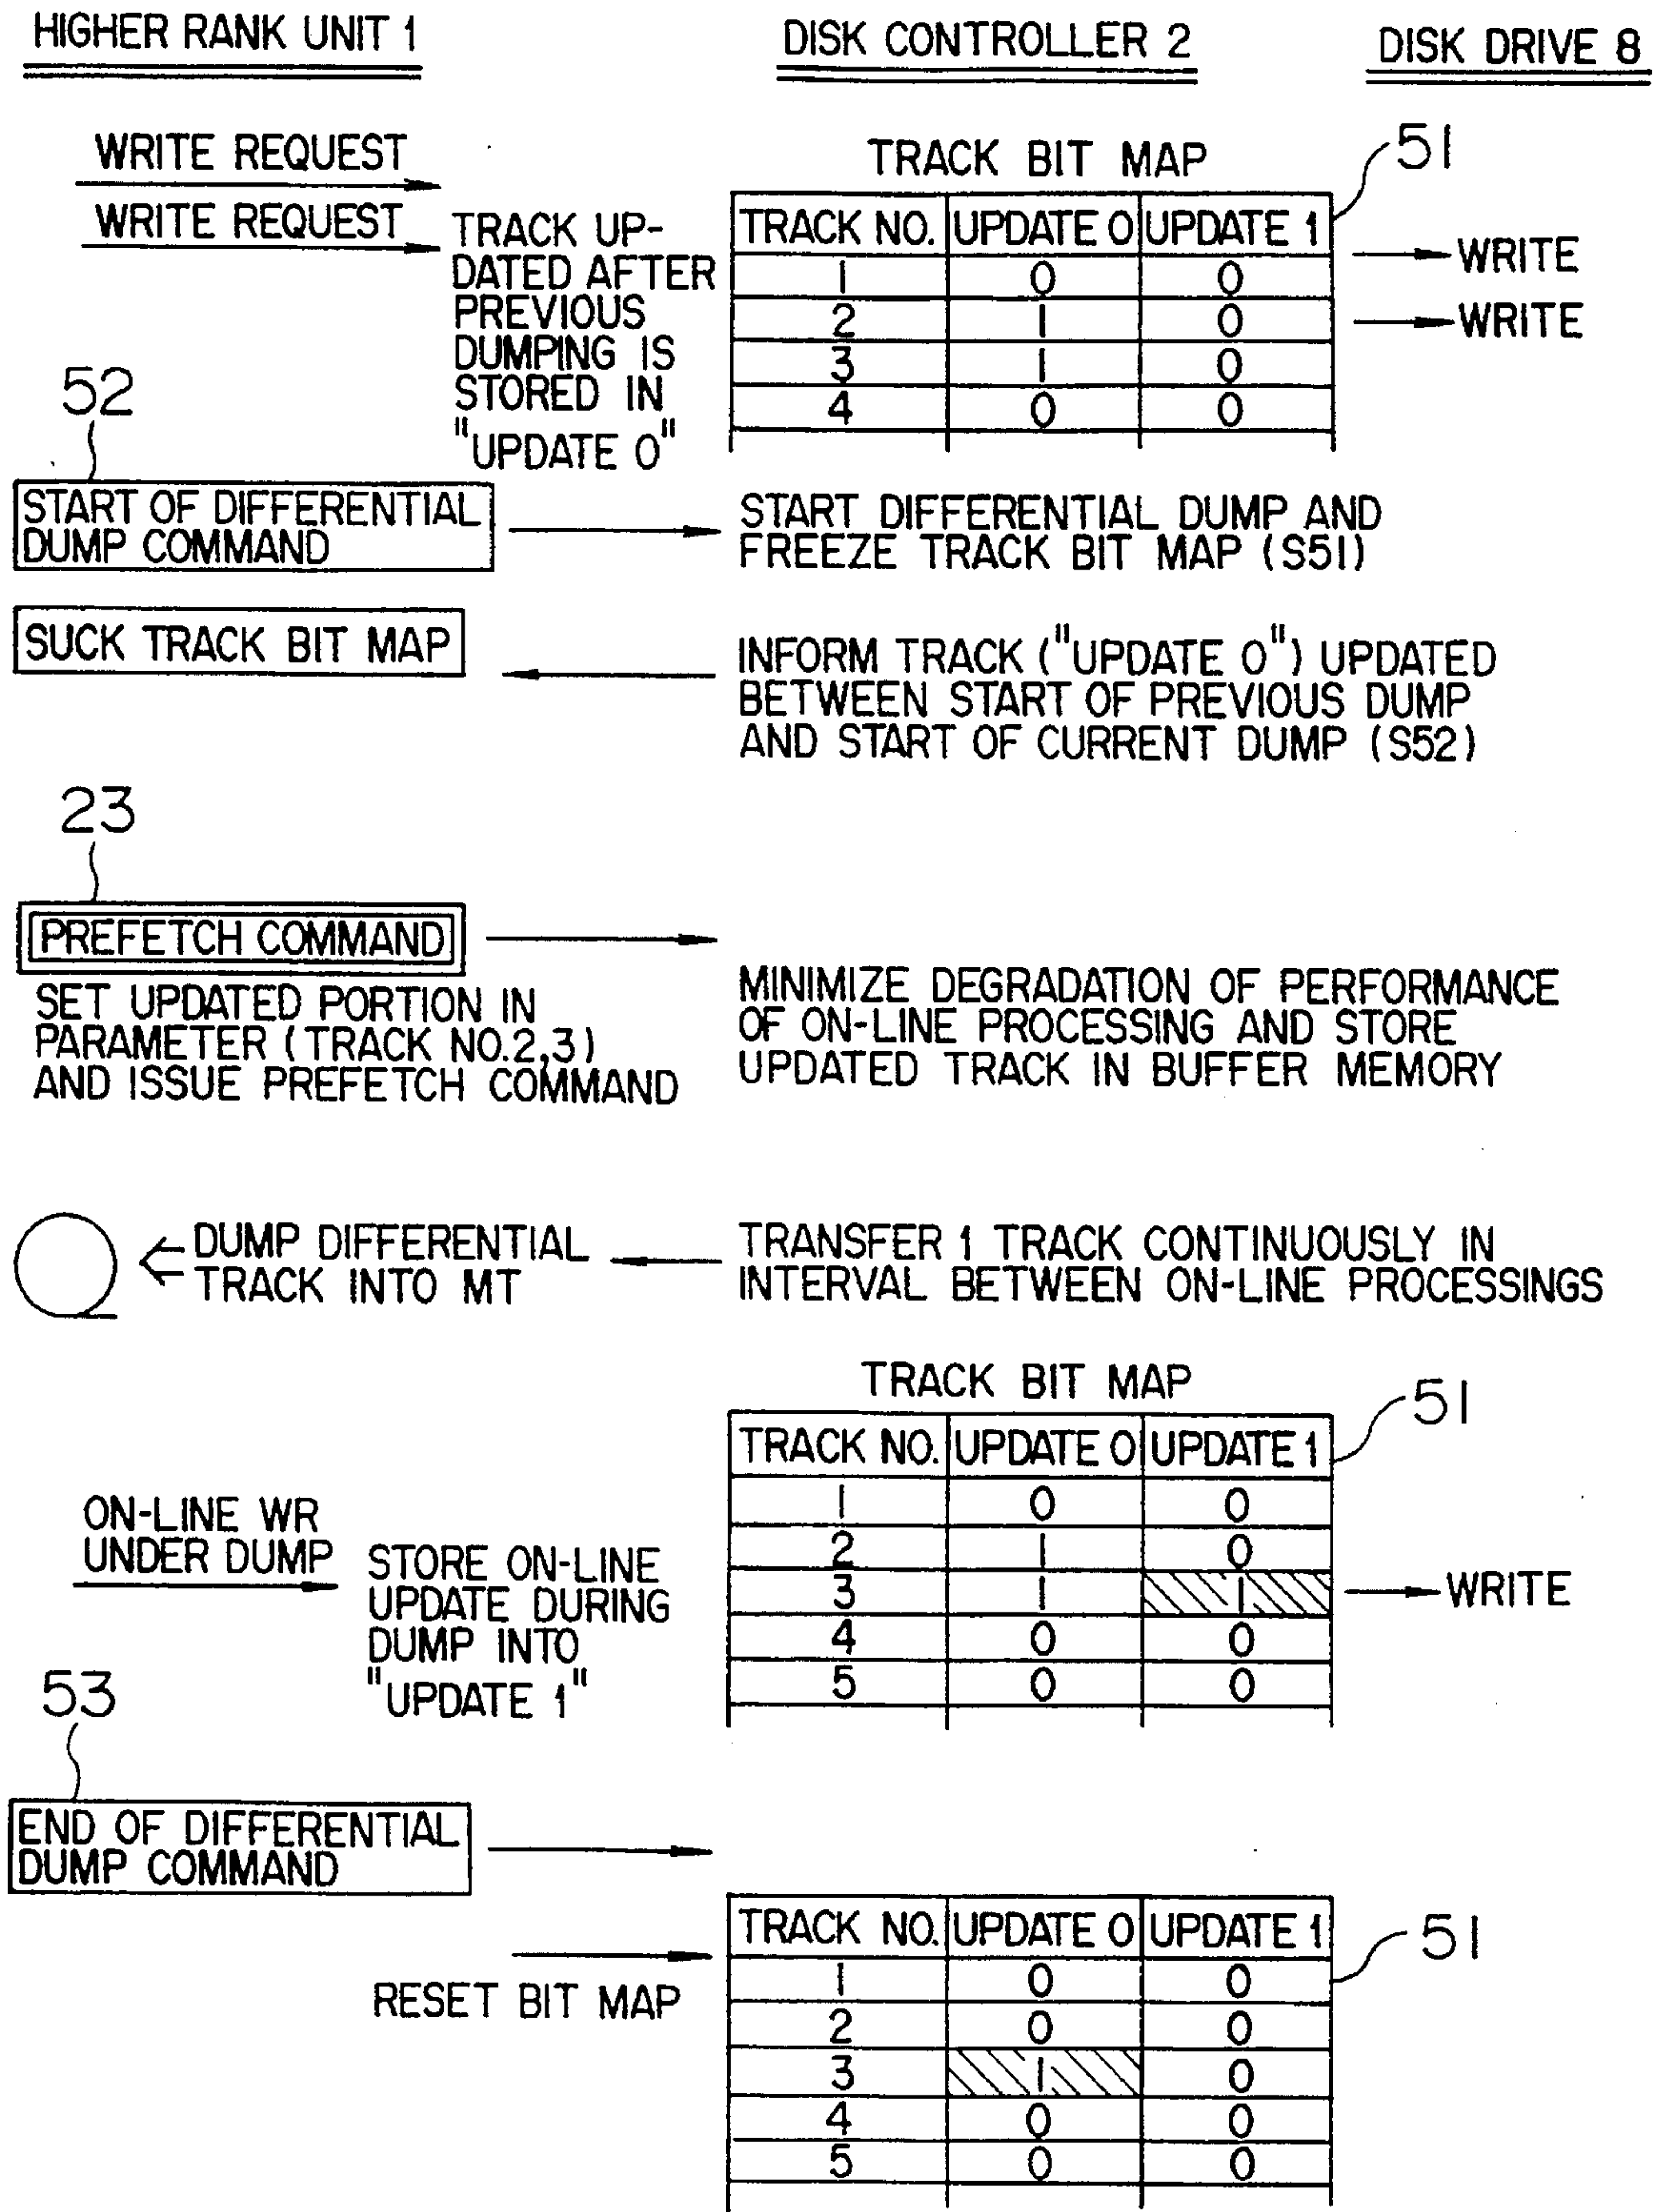 HIGHER RANK UNIT 1
DISK CONTROLLER 2
DISK DRIVE 8
WRITE REQUEST
WRITE REQUEST
TRACK UP-
DATED AFTER
PREVIOUS
DUMPING IS
STORED IN
"UPDATE 0"
TRACK BIT MAP
51
TRACK NO. UPDATE 0 UPDATE 1
1 0 0
2 1 0
3 1 0
4 0 0
WRITE
WRITE
52
START OF DIFFERENTIAL
DUMP COMMAND
START DIFFERENTIAL DUMP AND
FREEZE TRACK BIT MAP (S51)
SUCK TRACK BIT MAP
INFORM TRACK ("UPDATE 0") UPDATED
BETWEEN START OF PREVIOUS DUMP
AND START OF CURRENT DUMP (S52)
23
PREFETCH COMMAND
SET UPDATED PORTION IN
PARAMETER (TRACK NO.2,3)
AND ISSUE PREFETCH COMMAND
MINIMIZE DEGRADATION OF PERFORMANCE
OF ON-LINE PROCESSING AND STORE
UPDATED TRACK IN BUFFER MEMORY
DUMP DIFFERENTIAL
TRACK INTO MT
TRANSFER 1 TRACK CONTINUOUSLY IN
INTERVAL BETWEEN ON-LINE PROCESSINGS
TRACK BIT MAP
51
TRACK NO. UPDATE 0 UPDATE 1
1 0 0
2 1 0
3 1 1
4 0 0
5 0 0
WRITE
ON-LINE WR
UNDER DUMP
STORE ON-LINE
UPDATE DURING
DUMP INTO
"UPDATE 1"
53
END OF DIFFERENTIAL
DUMP COMMAND
RESET BIT MAP
51
TRACK NO. UPDATE 0 UPDATE 1
1 0 0
2 0 0
3 1 0
4 0 0
5 0 0